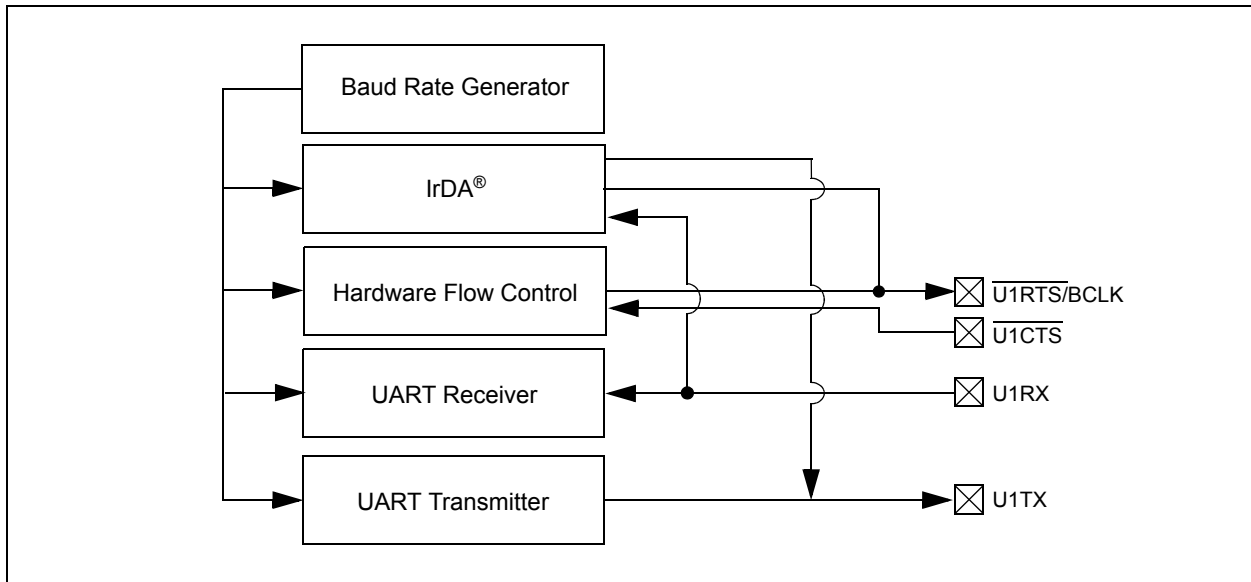 Baud Rate Generator
IrDA®
Hardware Flow Control
U1RTS/BCLK
U1CTS
UART Receiver
U1RX
UART Transmitter
U1TX